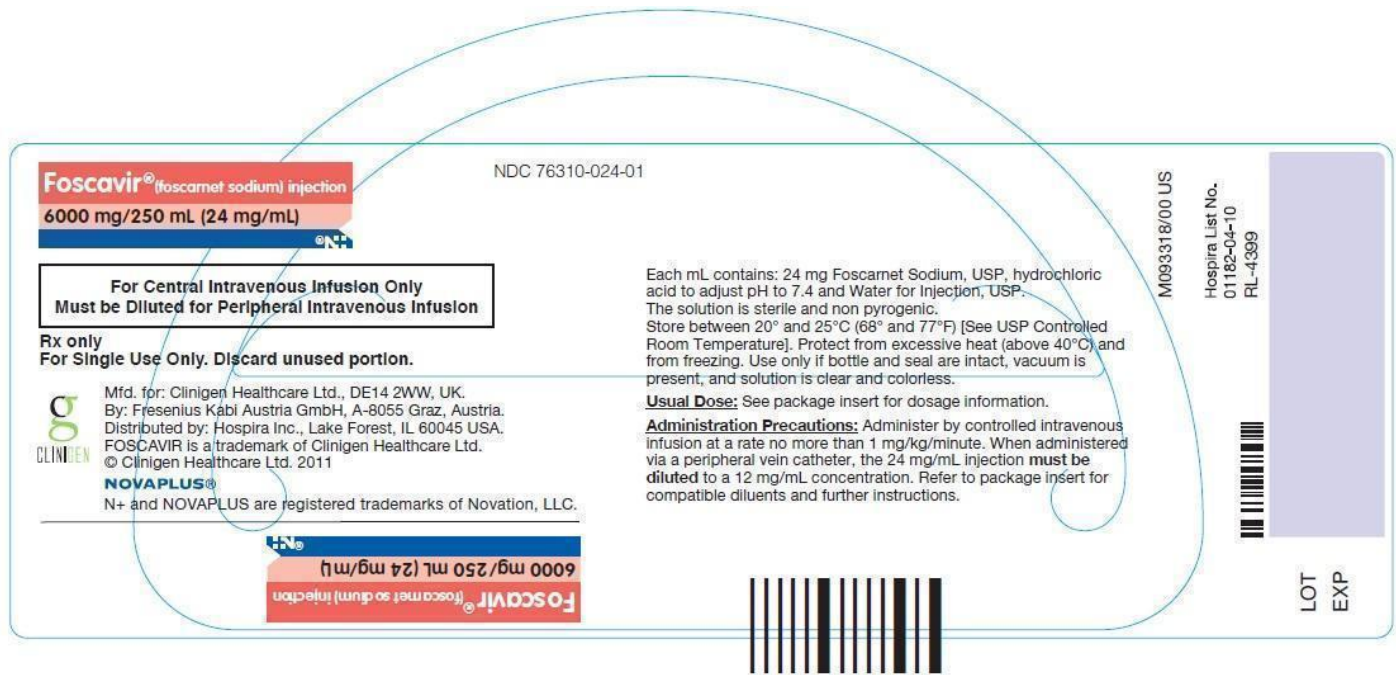 Foscavir® (foscarnet sodium) injection
6000 mg/250 mL (24 mg/mL)
N+®
For Central Intravenous Infusion Only
Must be Diluted for Peripheral Intravenous Infusion
Rx only
For Single Use Only. Discard unused portion.
g
CLINIGEN
Mfd. for: Clinigen Healthcare Ltd., DE14 2WW, UK.
By: Fresenius Kabi Austria GmbH, A-8055 Graz, Austria.
Distributed by: Hospira Inc., Lake Forest, IL 60045 USA.
FOSCAVIR is a trademark of Clinigen Healthcare Ltd.
© Clinigen Healthcare Ltd. 2011
NOVAPLUS®
N+ and NOVAPLUS are registered trademarks of Novation, LLC.
Foscavir® (foscarnet sodium) injection
6000 mg/250 mL (24 mg/mL)
N+®
NDC 76310-024-01
Each mL contains: 24 mg Foscarnet Sodium, USP, hydrochloric
acid to adjust pH to 7.4 and Water for Injection, USP.
The solution is sterile and non pyrogenic.
Store between 20° and 25°C (68° and 77°F) [See USP Controlled
Room Temperature]. Protect from excessive heat (above 40°C) and
from freezing. Use only if bottle and seal are intact, vacuum is
present, and solution is clear and colorless.
Usual Dose: See package insert for dosage information.
Administration Precautions: Administer by controlled intravenous
infusion at a rate no more than 1 mg/kg/minute. When administered
via a peripheral vein catheter, the 24 mg/mL injection must be
diluted to a 12 mg/mL concentration. Refer to package insert for
compatible diluents and further instructions.
M093318/00 US
Hospira List No.
01182-04-10
RL-4399
LOT
EXP